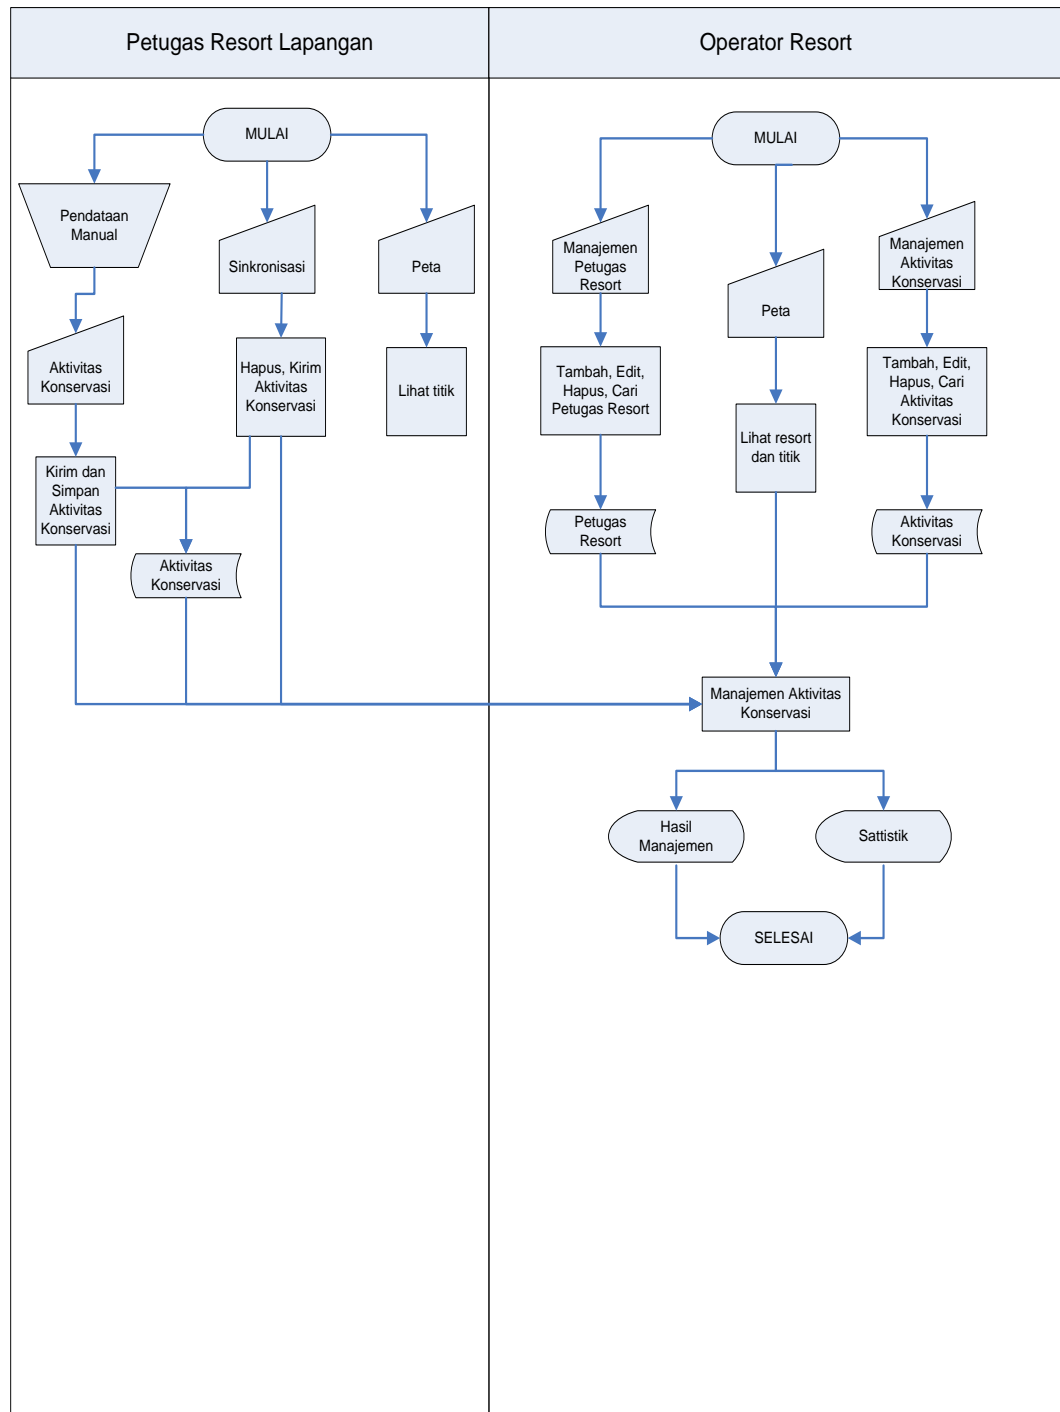 Petugas Resort Lapangan
Operator Resort
MULAI
Pendataan
Manual
Sinkronisasi
Peta
Aktivitas
Konservasi
Hapus, Kirim
Aktivitas
Konservasi
Lihat titik
Kirim dan
Simpan
Aktivitas
Konservasi
Aktivitas
Konservasi
MULAI
Manajemen
Petugas
Resort
Peta
Manajemen
Aktivitas
Konservasi
Tambah, Edit,
Hapus, Cari
Petugas Resort
Lihat resort
dan titik
Tambah, Edit,
Hapus, Cari
Aktivitas
Konservasi
Petugas
Resort
Aktivitas
Konservasi
Manajemen Aktivitas
Konservasi
Hasil
Manajemen
Sattistik
SELESAI